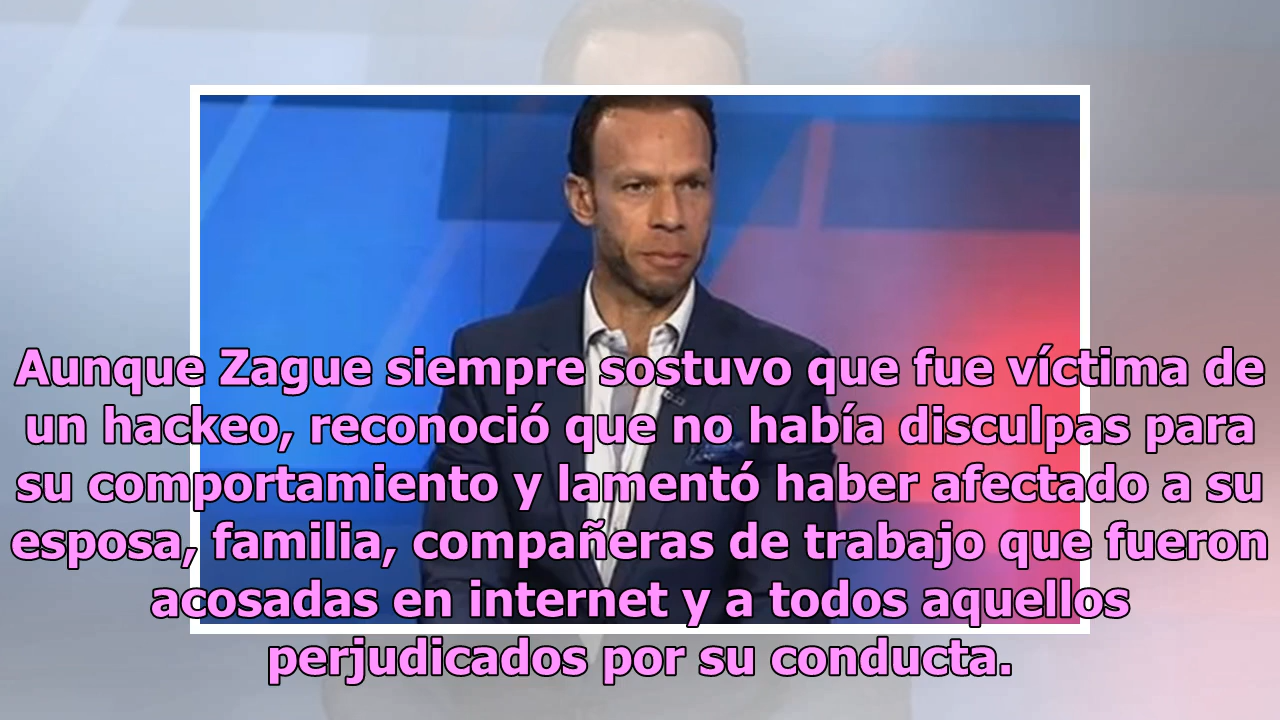 Aunque Zague siempre sostuvo que fue víctima de
un hackeo, reconoció que no había disculpas para
su comportamiento y lamentó haber afectado a su
esposa, familia, compañeras de trabajo que fueron
acosadas en internet y a todos aquellos
perjudicados por su conducta.